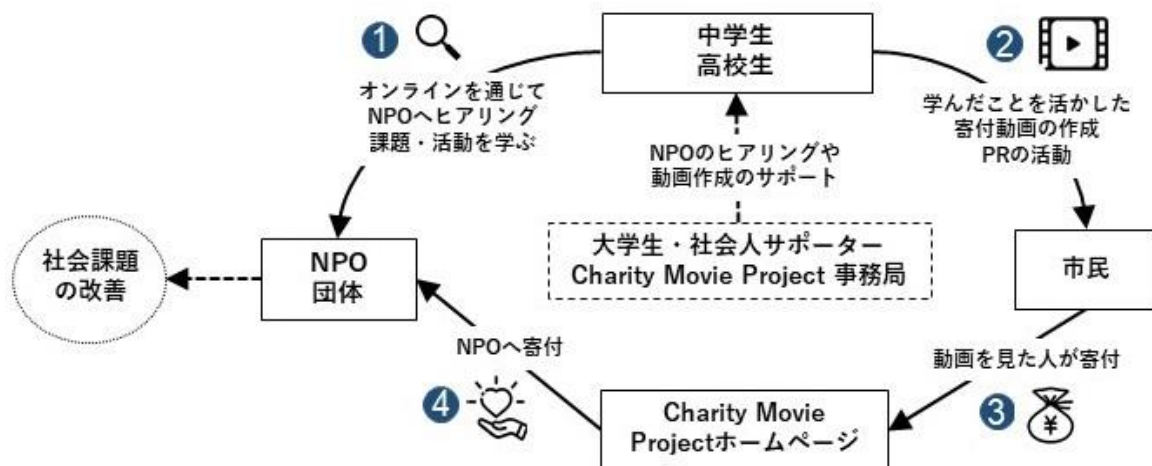 1
オンラインを通じて
NPOへヒアリング
課題・活動を学ぶ
中学生
高校生
2
学んだことを活かした
寄付動画の作成
PRの活動
NPOのヒアリングや
動画作成のサポート
大学生・社会人サポーター
Charity Movie Project 事務局
社会課題
の改善
NPO
団体
市民
動画を見た人が寄付
3
¥
Charity Movie
Projectホームページ
NPOへ寄付
4